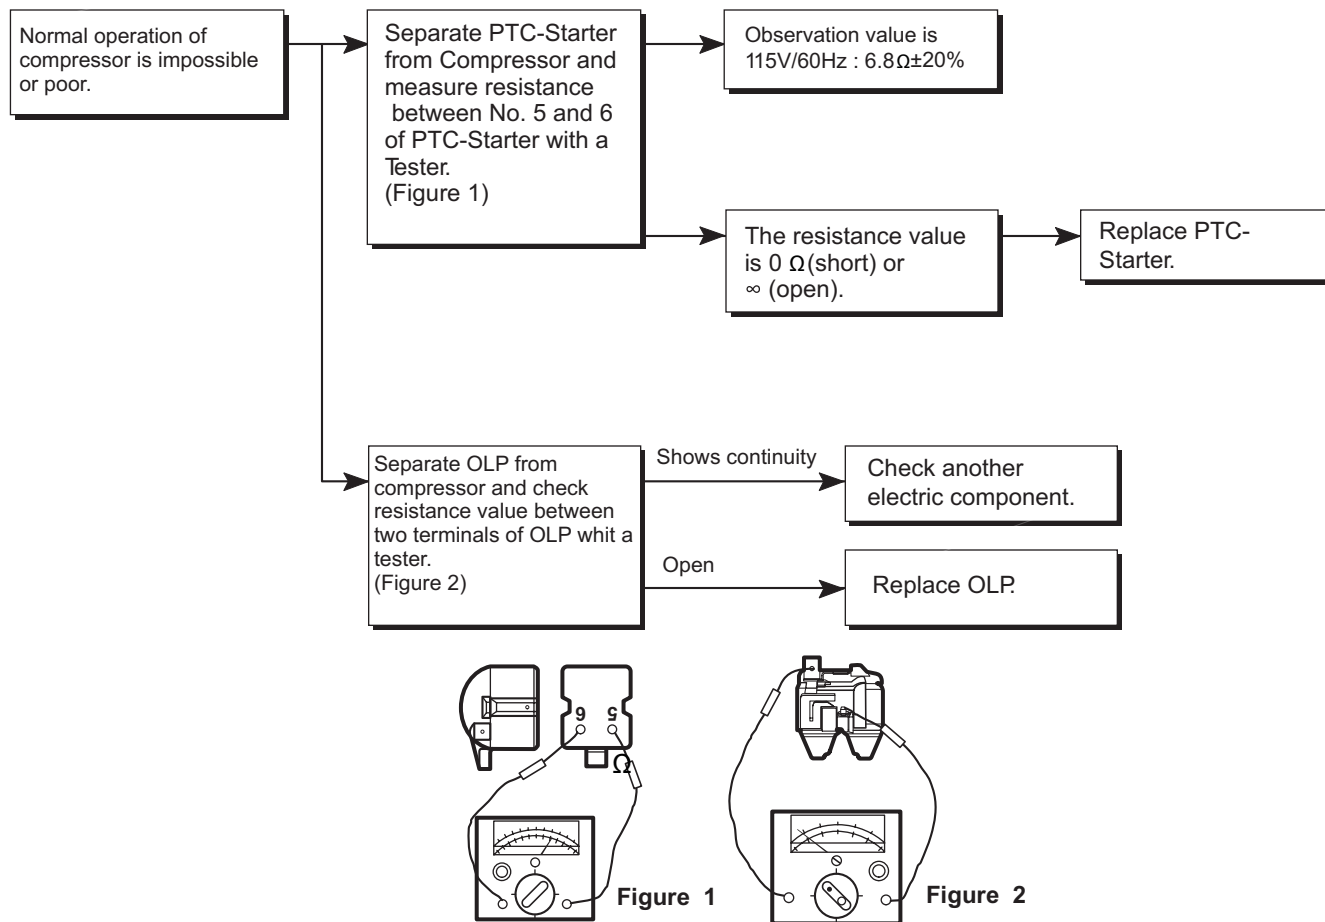 Normal operation of
compressor is impossible
or poor.
Separate PTC-Starter
from Compressor and
measure resistance
between No. 5 and 6
of PTC-Starter with a
Tester.
(Figure 1)
Observation value is
115V/60Hz : 6.8Ω±20%
The resistance value
is 0 Ω(short) or
∞ (open).
Replace PTC-
Starter.
Separate OLP from
compressor and check
resistance value between
two terminals of OLP whit a
tester.
(Figure 2)
Shows continuity
Check another
electric component.
Open
Replace OLP.
6 5
Ω
Figure 1
Figure 2